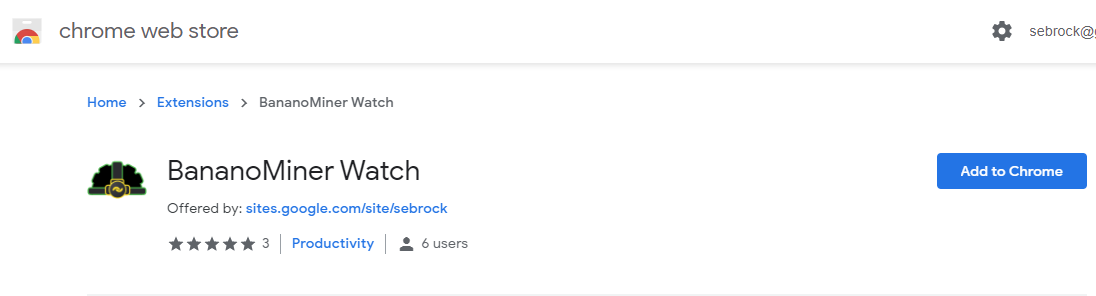 chrome web store
sebrock@
Home > Extensions > BananoMiner Watch
BananoMiner Watch
Add to Chrome
Offered by: sites.google.com/site/sebrock
★★★★★ 3 | Productivity | 6 users